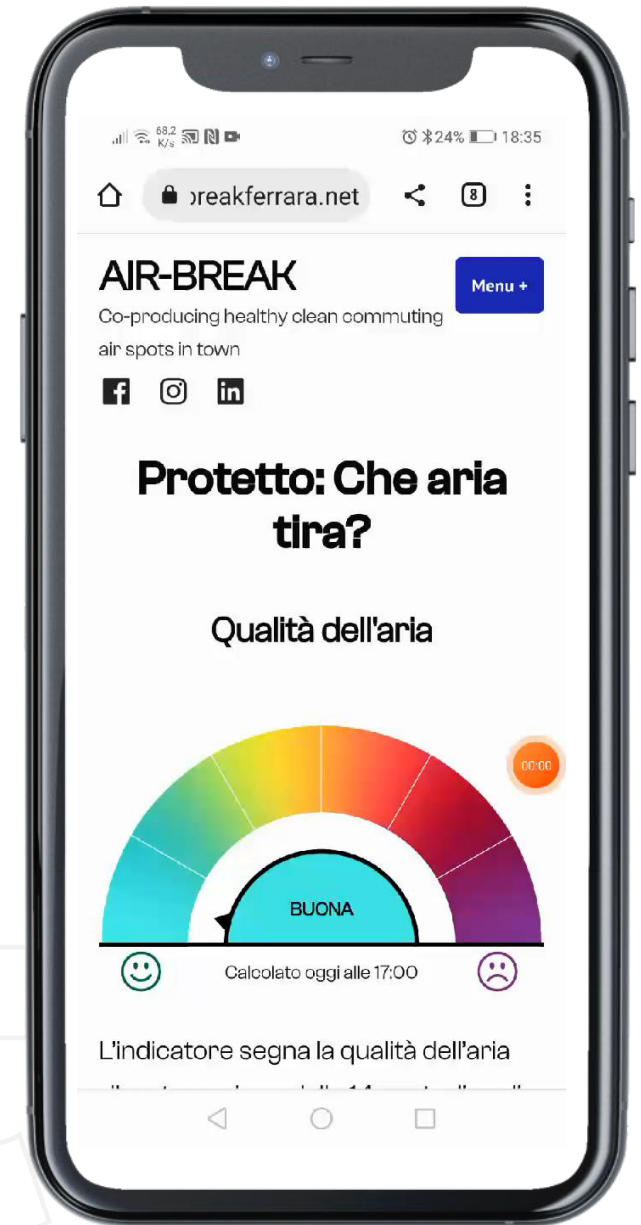 68,2
K/s
24% 18:35
breakferrara.net
8
AIR-BREAK
Menu +
Co-producing healthy clean commuting
air spots in town
Protetto: Che aria
tira?
Qualità dell'aria
00:00
BUONA
Calcolato oggi alle 17:00
L'indicatore segna la qualità dell'aria